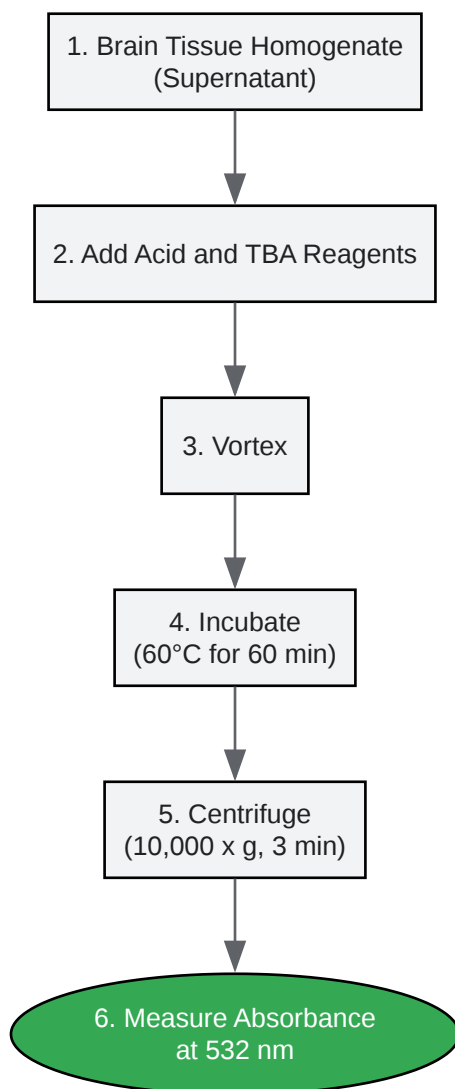 1. Brain Tissue Homogenate
(Supernatant)
2. Add Acid and TBA Reagents
3. Vortex
4. Incubate
(60°C for 60 min)
5. Centrifuge
(10,000 x g, 3 min)
6. Measure Absorbance
at 532 nm